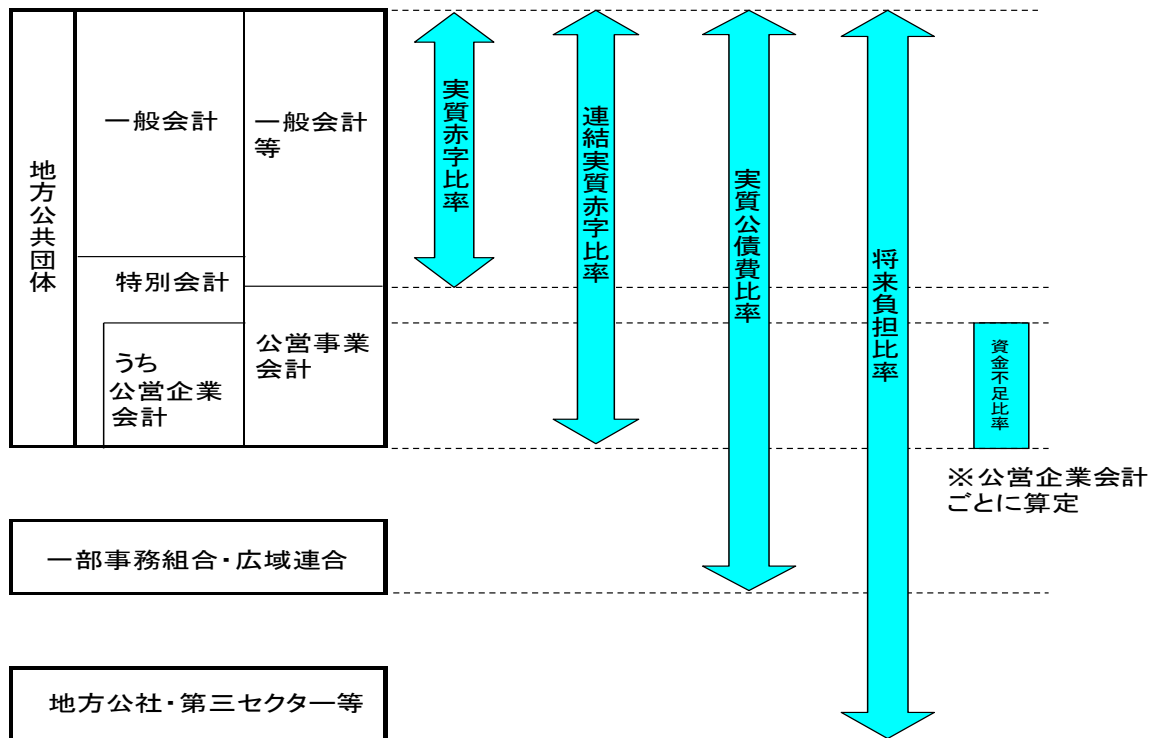 地方公共団体
一般会計
一般会計
等
特別会計
うち
公営企業
会計
公営事業
会計
実質赤字比率
連結実質赤字比率
実質公債費比率
将来負担比率
資金不足比率
※公営企業会計
ごとに算定
一部事務組合・広域連合
地方公社・第三セクター等